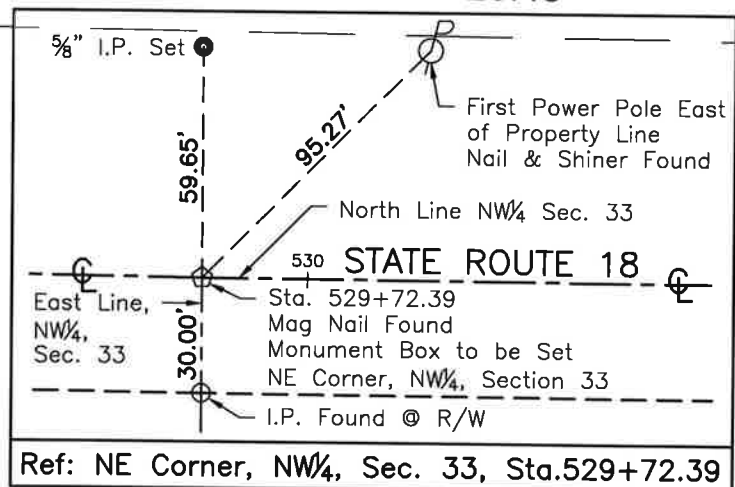 ⅝" I.P. Set
P
First Power Pole East
of Property Line
Nail & Shiner Found
59.65'
95.27'
North Line NW¼ Sec. 33
530 STATE ROUTE 18
℄
℄
East Line,
NW¼,
Sec. 33
Sta. 529+72.39
Mag Nail Found
Monument Box to be Set
NE Corner, NW¼, Section 33
30.00'
I.P. Found @ R/W
Ref: NE Corner, NW¼, Sec. 33, Sta.529+72.39